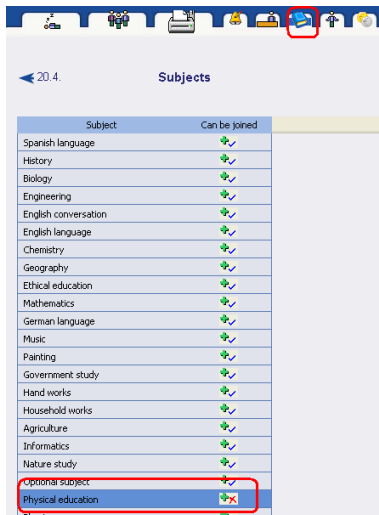 20.4. Subjects
Subject Can be joined
Spanish language
History
Biology
Engineering
English conversation
English language
Chemistry
Geography
Ethical education
Mathematics
German language
Music
Painting
Government study
Hand works
Household works
Agriculture
Informatics
Nature study
Optional subject
Physical education